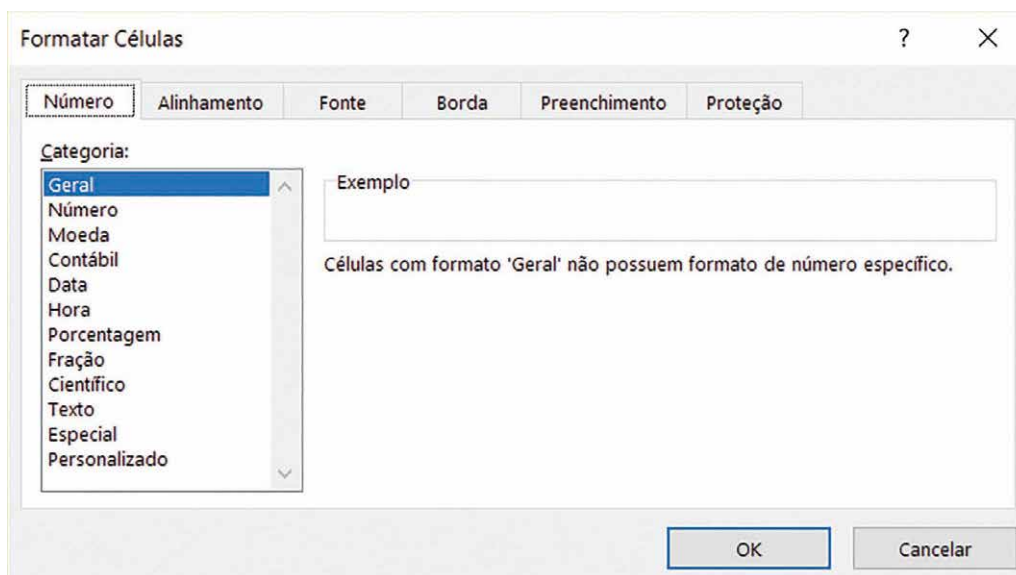 Formatar Células ? X
Número Alinhamento Fonte Borda Preenchimento Proteção
Categoria:
Geral
Número
Moeda
Contábil
Data
Hora
Porcentagem
Fração
Científico
Texto
Especial
Personalizado
Exemplo
Células com formato 'Geral' não possuem formato de número específico.
OK Cancelar